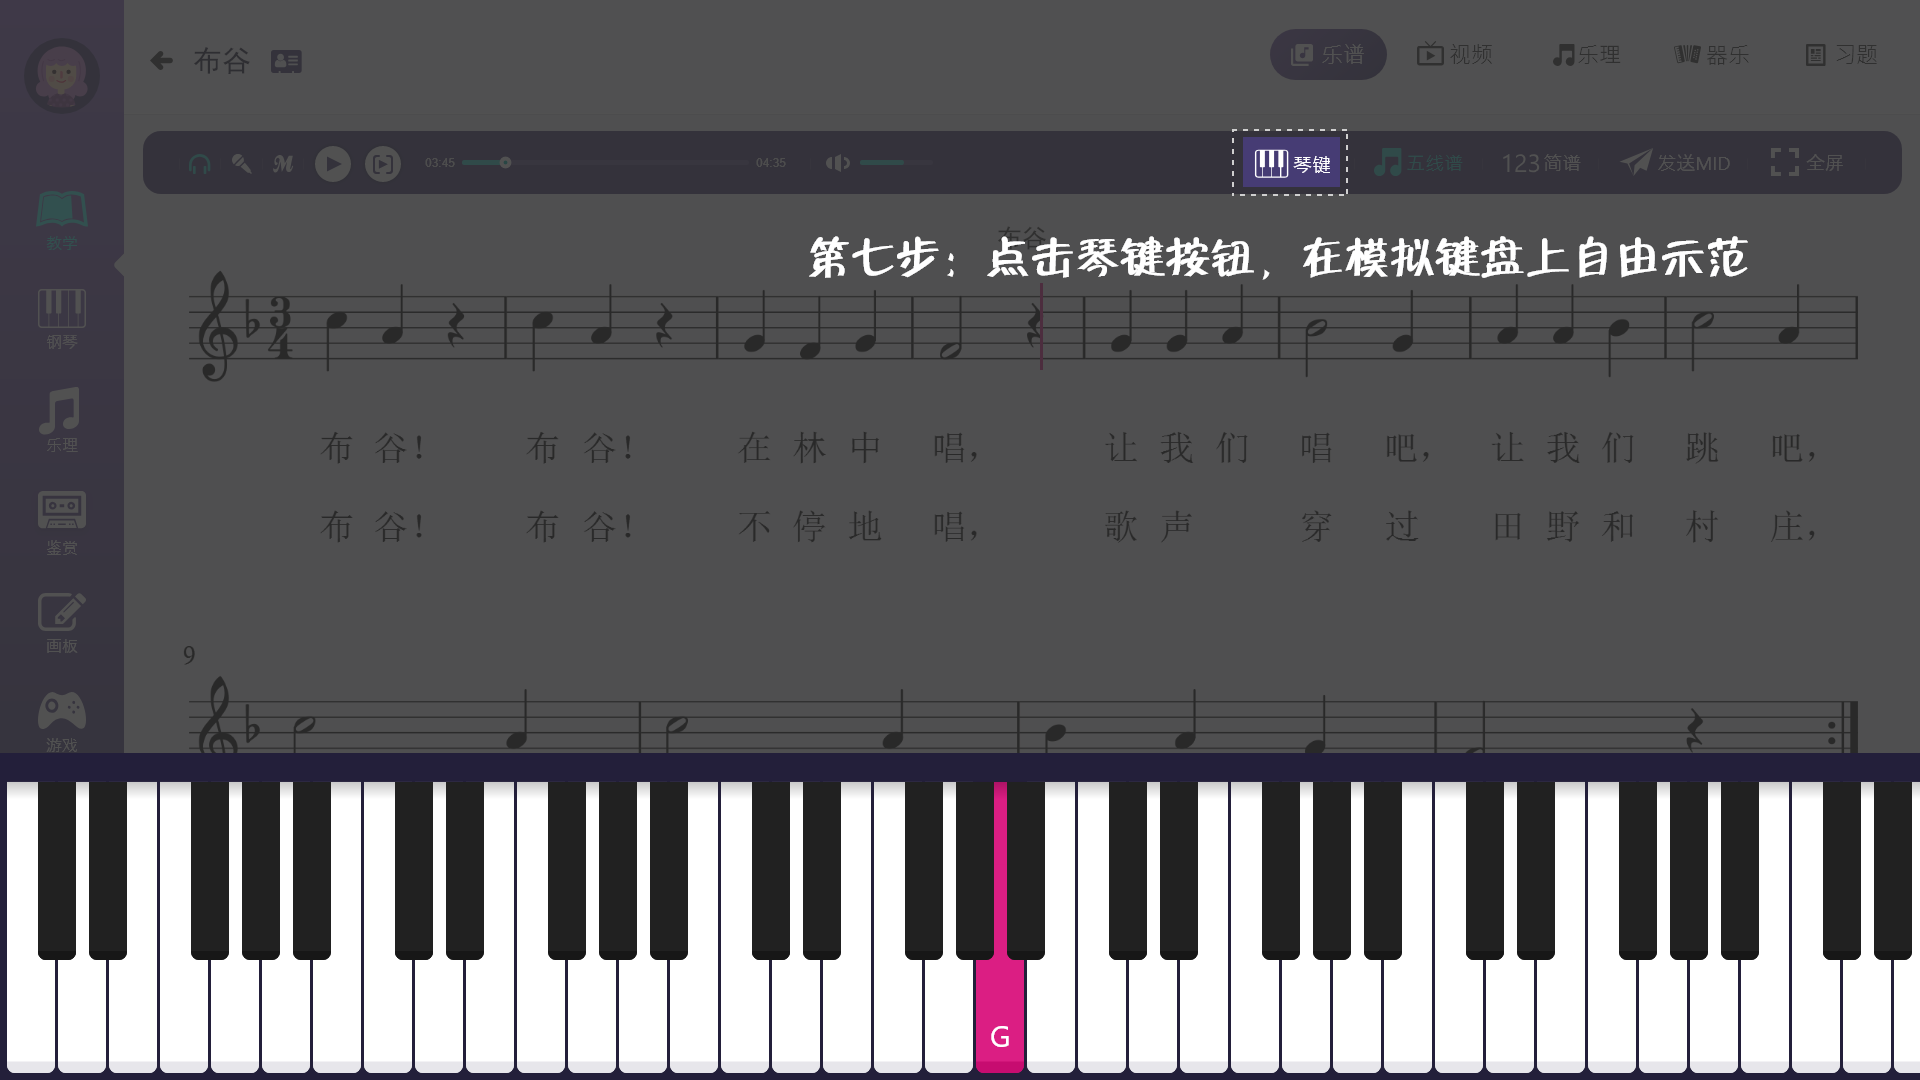 布谷
乐谱 视频 乐理 器乐 习题
03:45 04:35 琴键 五线谱 123简谱 发送MID 全屏
教学
钢琴
乐理
鉴赏
画板
游戏
布谷
第七步：点击琴键按钮，在模拟键盘上自由示范
3
4
布 谷！ 布 谷！ 在 林 中 唱， 让 我 们 唱 吧， 让 我 们 跳 吧，
布 谷！ 布 谷！ 不 停 地 唱， 歌 声 穿 过 田 野 和 村 庄，
9
G